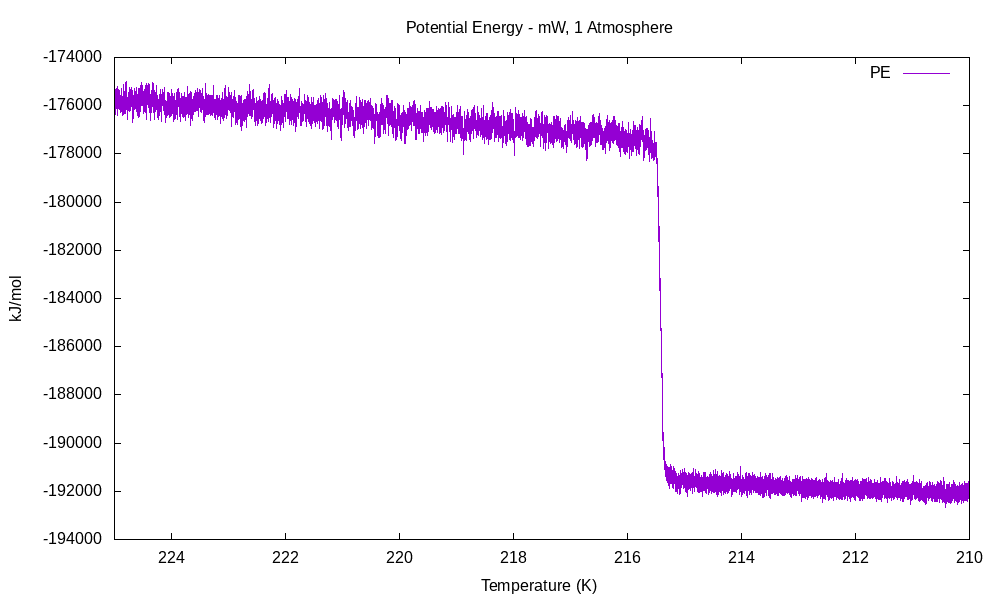 Potential Energy - mW, 1 Atmosphere
PE
-174000
-176000
-178000
-180000
-182000
-184000
-186000
-188000
-190000
-192000
-194000
kJ/mol
224 222 220 218 216 214 212 210
Temperature (K)